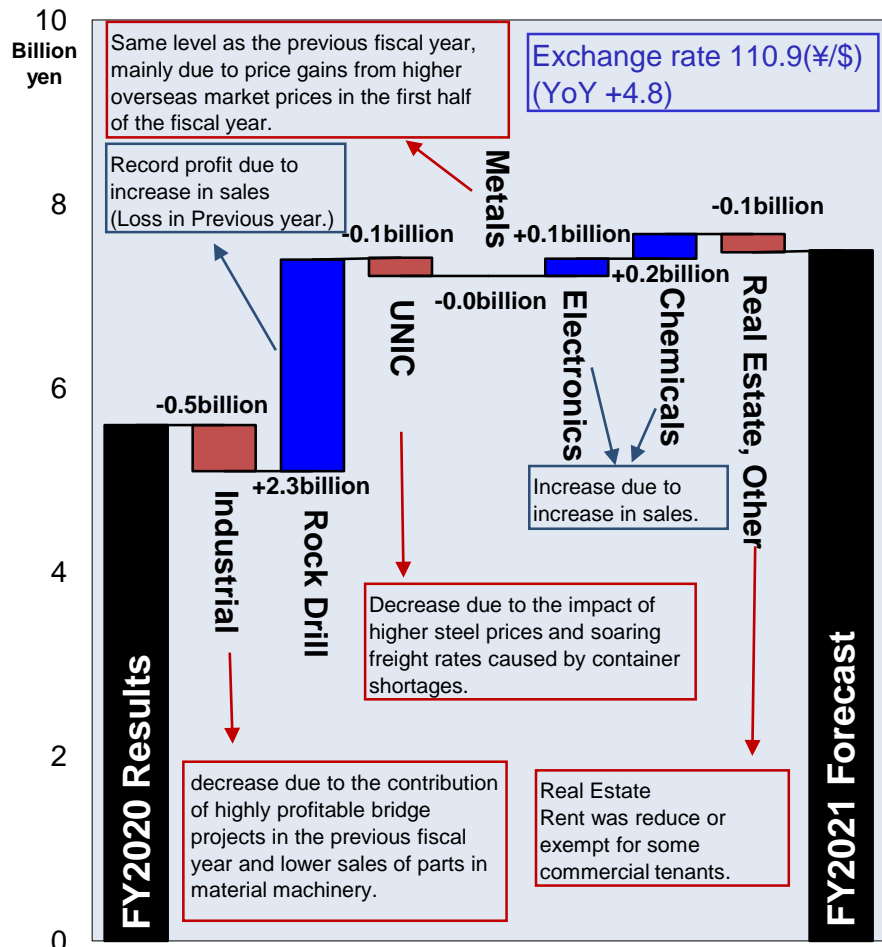 10
Billion
yen
8
6
4
2
0
Same level as the previous fiscal year,
mainly due to price gains from higher
overseas market prices in the first half
of the fiscal year.
Exchange rate 110.9(¥/$)
(YoY +4.8)
Record profit due to
increase in sales
(Loss in Previous year.)
Metals
-0.1billion
+0.1billion
-0.1billion
-0.0billion
+0.2billion
UNIC
Electronics
Chemicals
Real Estate, Other
-0.5billion
+2.3billion
Industrial
Rock Drill
Increase due to
increase in sales.
Decrease due to the impact of
higher steel prices and soaring
freight rates caused by container
shortages.
decrease due to the contribution
of highly profitable bridge
projects in the previous fiscal
year and lower sales of parts in
material machinery.
Real Estate
Rent was reduce or
exempt for some
commercial tenants.
FY2020 Results
FY2021 Forecast